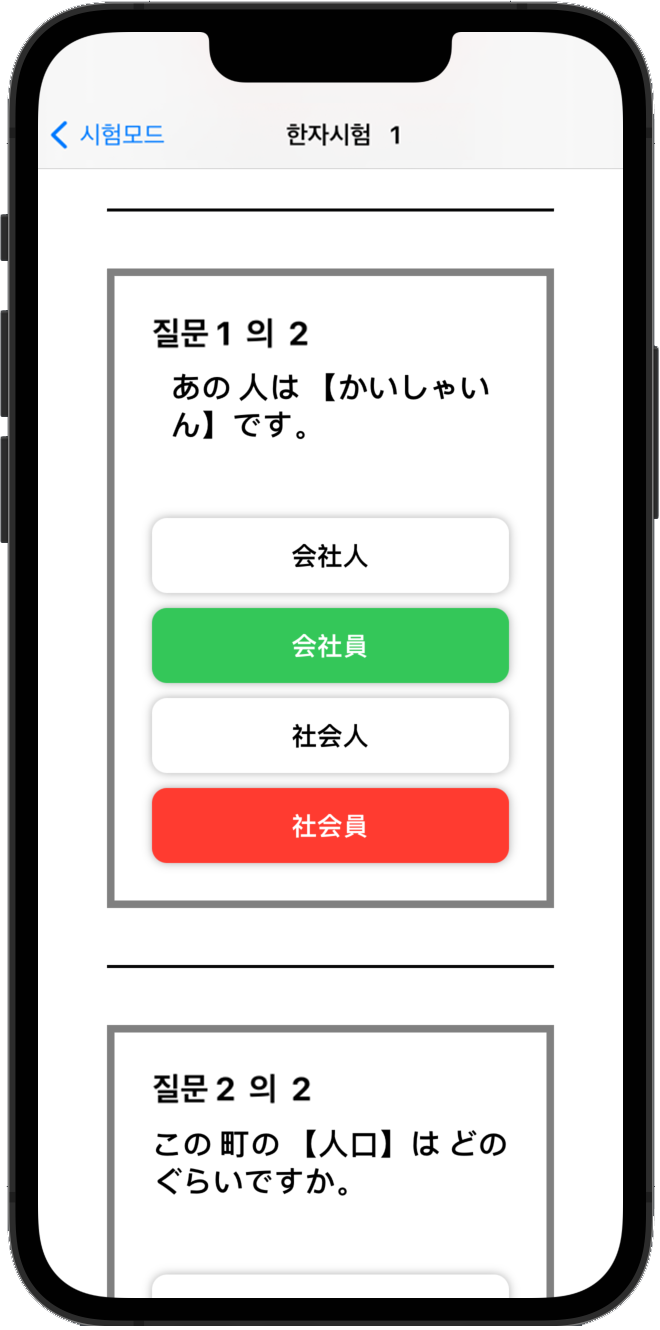 시험모드
한자시험 1
질문 1 의 2
あの 人は 【かいしゃい
ん】です。
会社人
会社員
社会人
社会員
질문 2 의 2
この 町の 【人口】は どの
ぐらいですか。